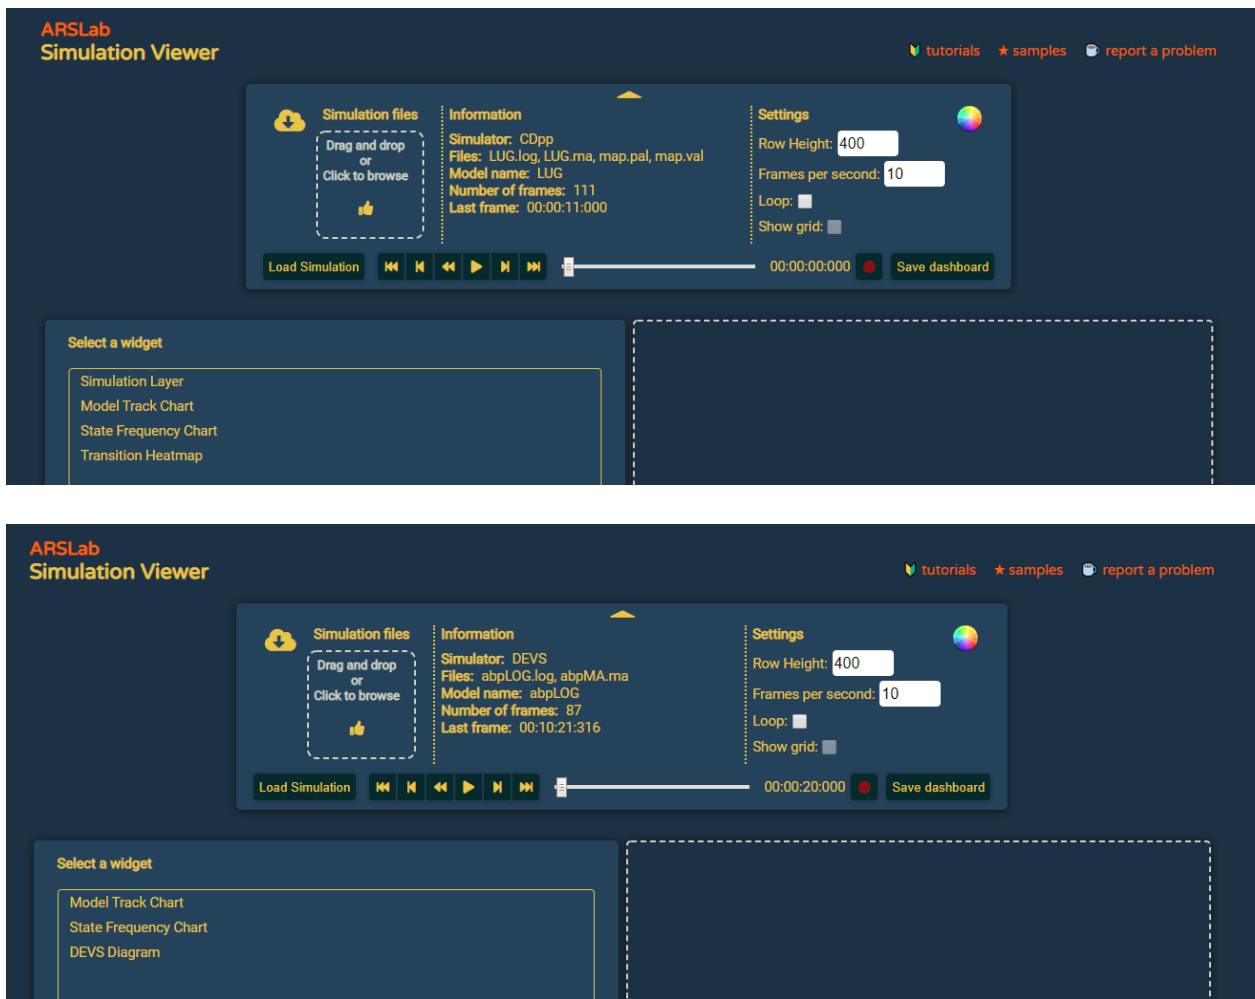 ARSLab
Simulation Viewer
tutorials samples report a problem
Simulation files
Drag and drop
or
Click to browse
Information
Simulator: CDpp
Files: LUG.log, LUG.ma, map.pal, map.val
Model name: LUG
Number of frames: 111
Last frame: 00:00:11:000
Settings
Row Height: 400
Frames per second: 10
Loop:
Show grid:
Load Simulation 00:00:00:000 Save dashboard
Select a widget
Simulation Layer
Model Track Chart
State Frequency Chart
Transition Heatmap
ARSLab
Simulation Viewer
tutorials samples report a problem
Simulation files
Drag and drop
or
Click to browse
Information
Simulator: DEVS
Files: abpLOG.log, abpMA.ma
Model name: abpLOG
Number of frames: 87
Last frame: 00:10:21:316
Settings
Row Height: 400
Frames per second: 10
Loop:
Show grid:
Load Simulation 00:00:20:000 Save dashboard
Select a widget
Model Track Chart
State Frequency Chart
DEVS Diagram